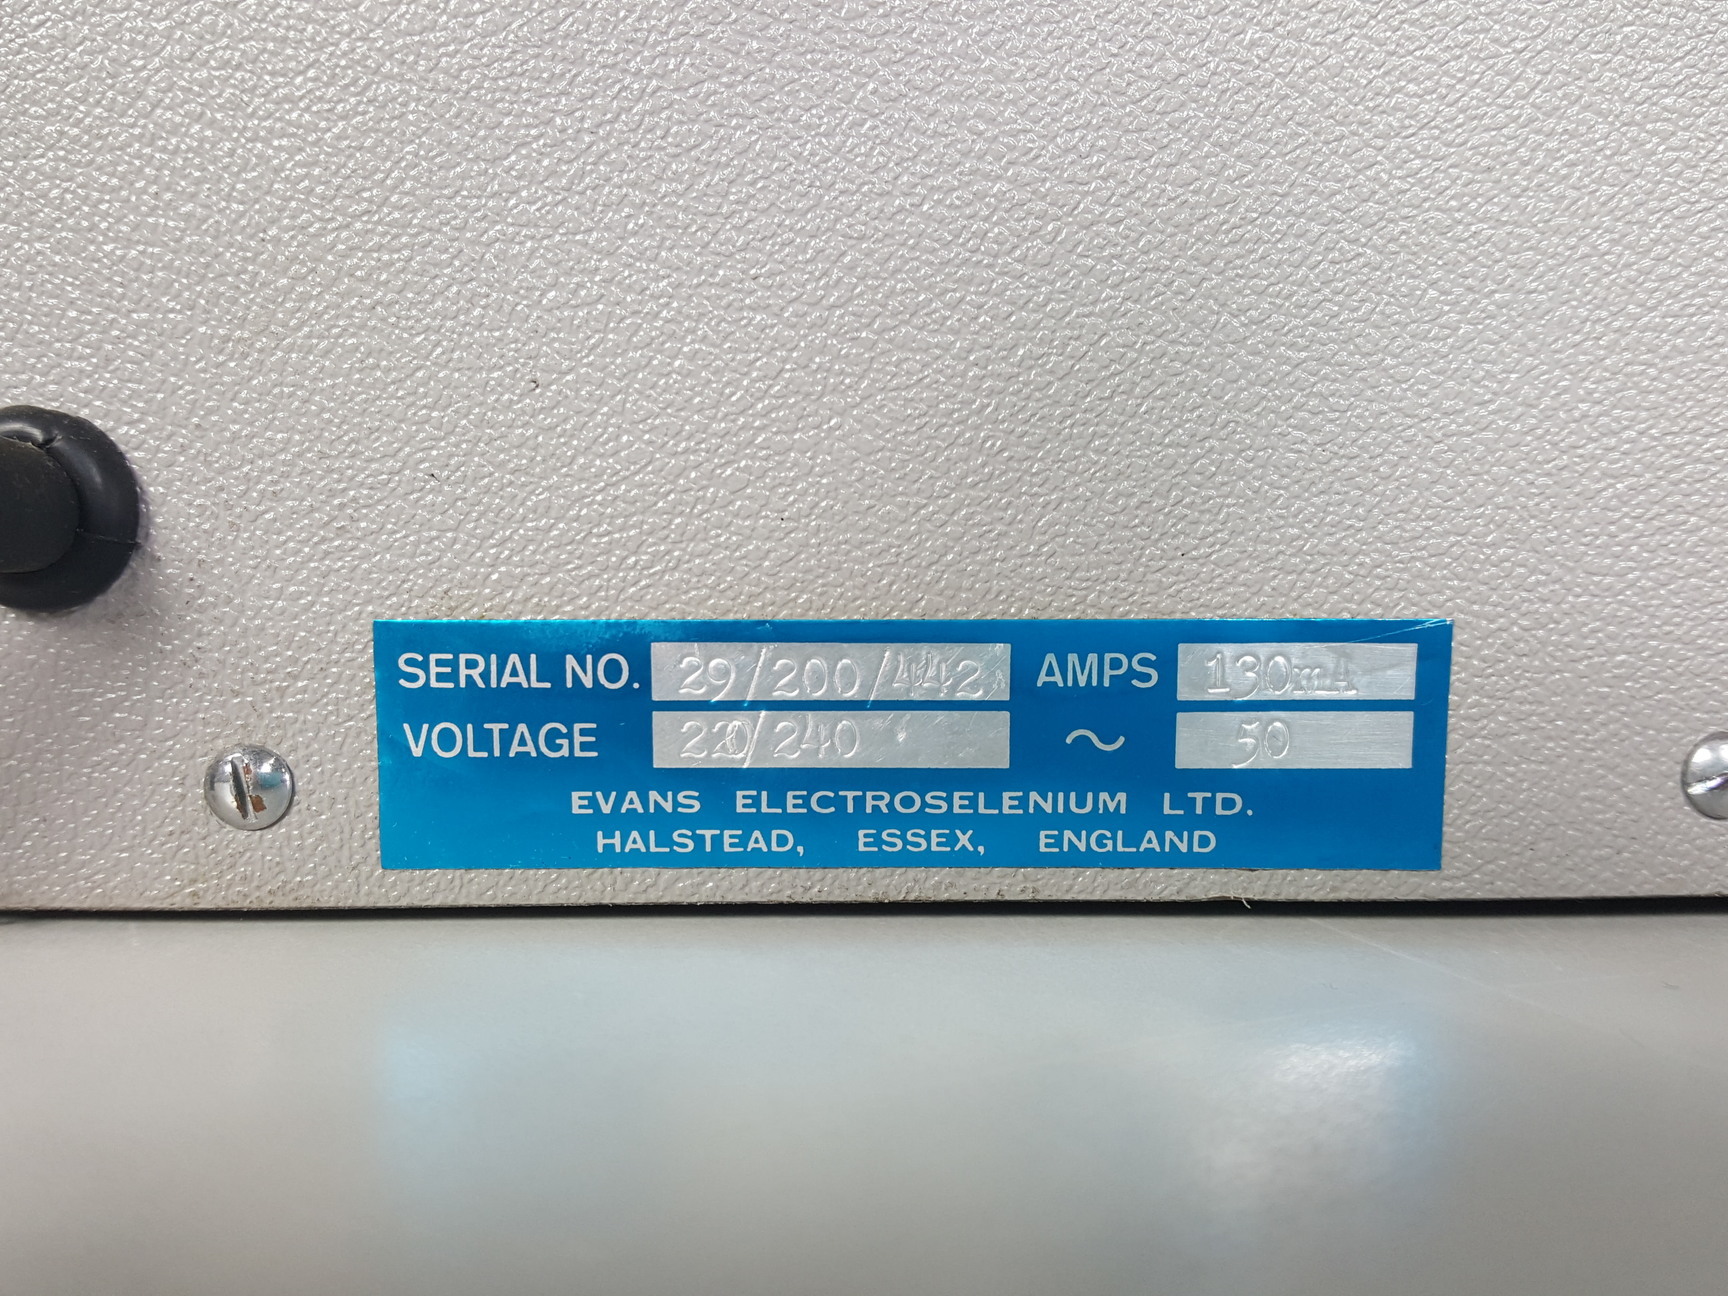 SERIAL NO. 29/200/442 AMPS 130mA
VOLTAGE 220/240 ~ 50
EVANS ELECTROSELENIUM LTD.
HALSTEAD, ESSEX, ENGLAND